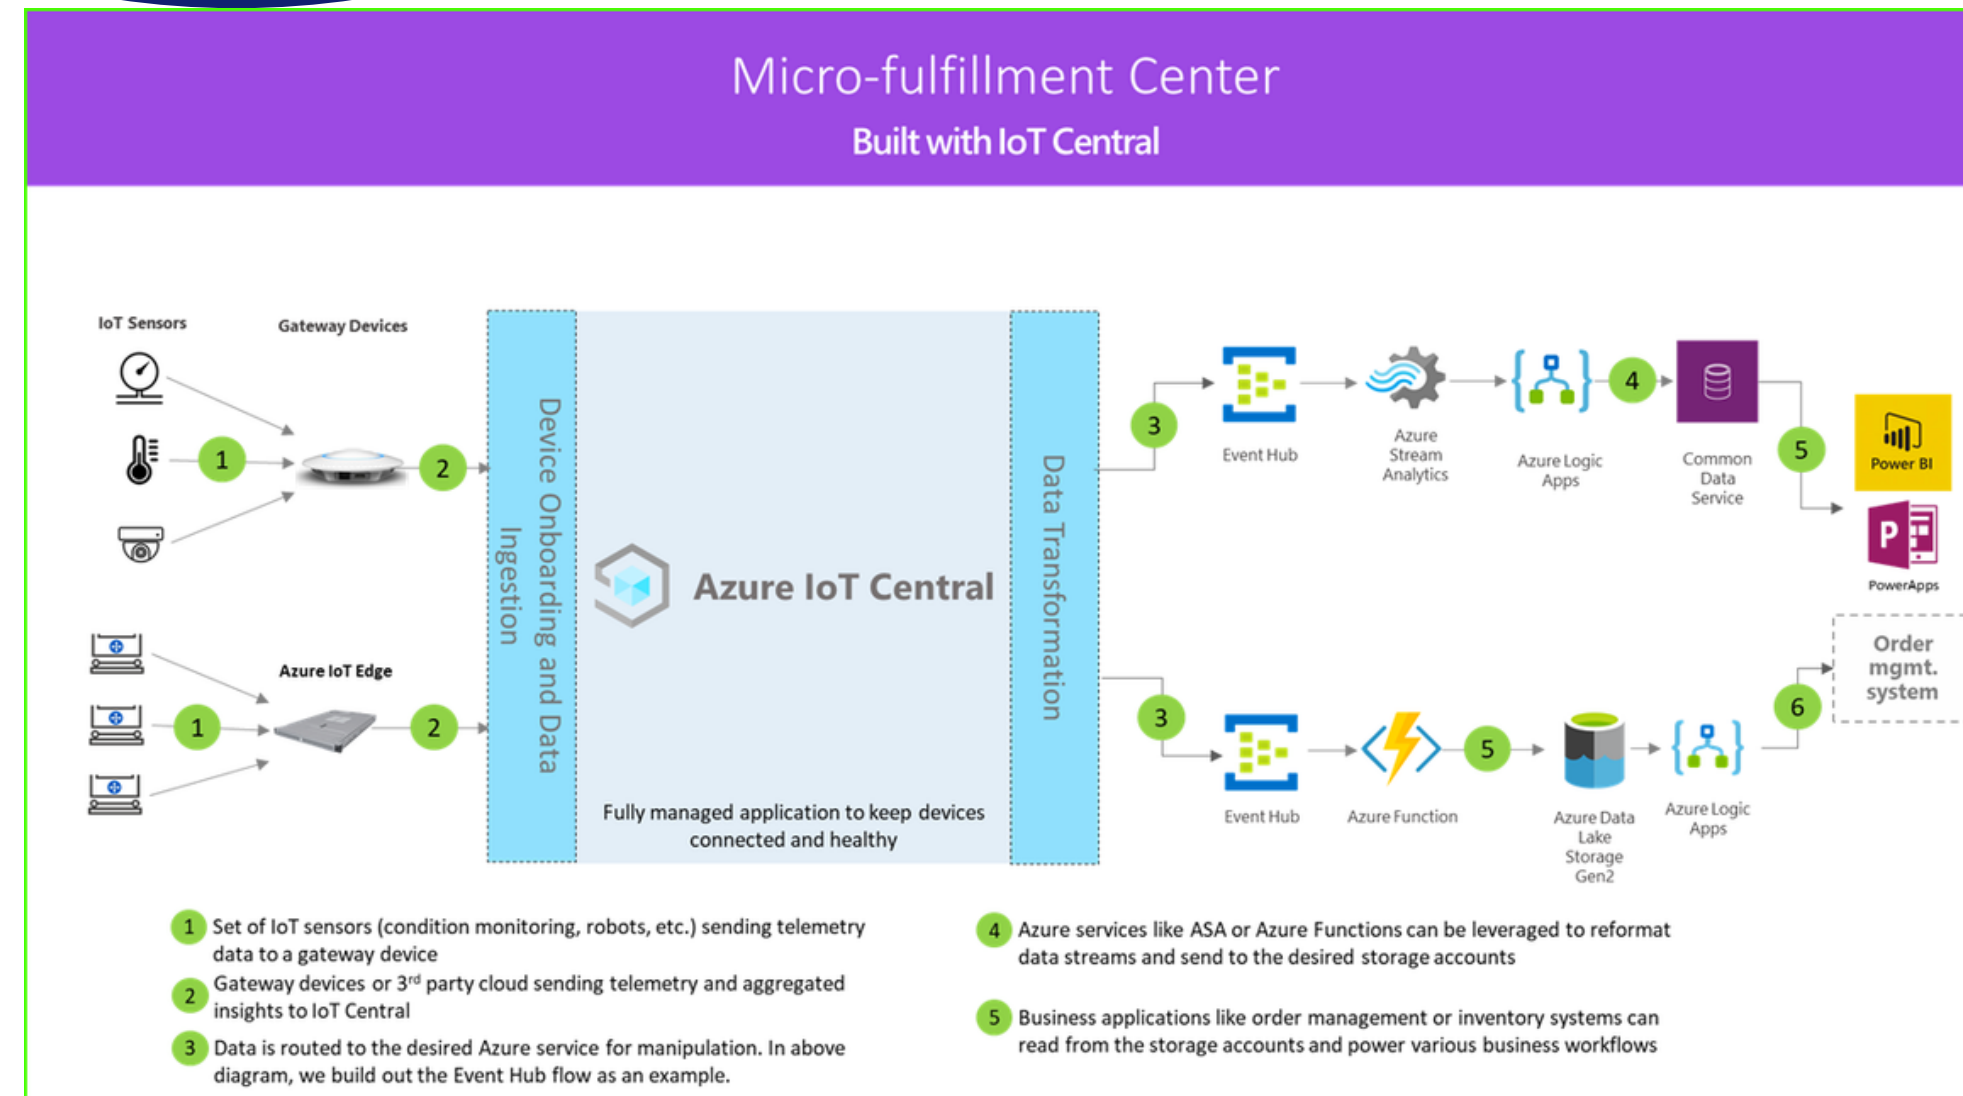 Micro-fulfillment Center
Built with IoT Central
IoT Sensors
Gateway Devices
1
2
Azure IoT Edge
1
2
Device Onboarding and Data
Ingestion
Azure IoT Central
Fully managed application to keep devices
connected and healthy
Data Transformation
3
Event Hub
Azure
Stream
Analytics
Azure Logic
Apps
4
Common
Data
Service
5
Power BI
P
PowerApps
3
Event Hub
Azure Function
5
Azure Data
Lake
Storage
Gen2
Azure Logic
Apps
6
Order
mgmt.
system
1 Set of IoT sensors (condition monitoring, robots, etc.) sending telemetry
data to a gateway device
2 Gateway devices or 3rd party cloud sending telemetry and aggregated
insights to IoT Central
3 Data is routed to the desired Azure service for manipulation. In above
diagram, we build out the Event Hub flow as an example.
4 Azure services like ASA or Azure Functions can be leveraged to reformat
data streams and send to the desired storage accounts
5 Business applications like order management or inventory systems can
read from the storage accounts and power various business workflows